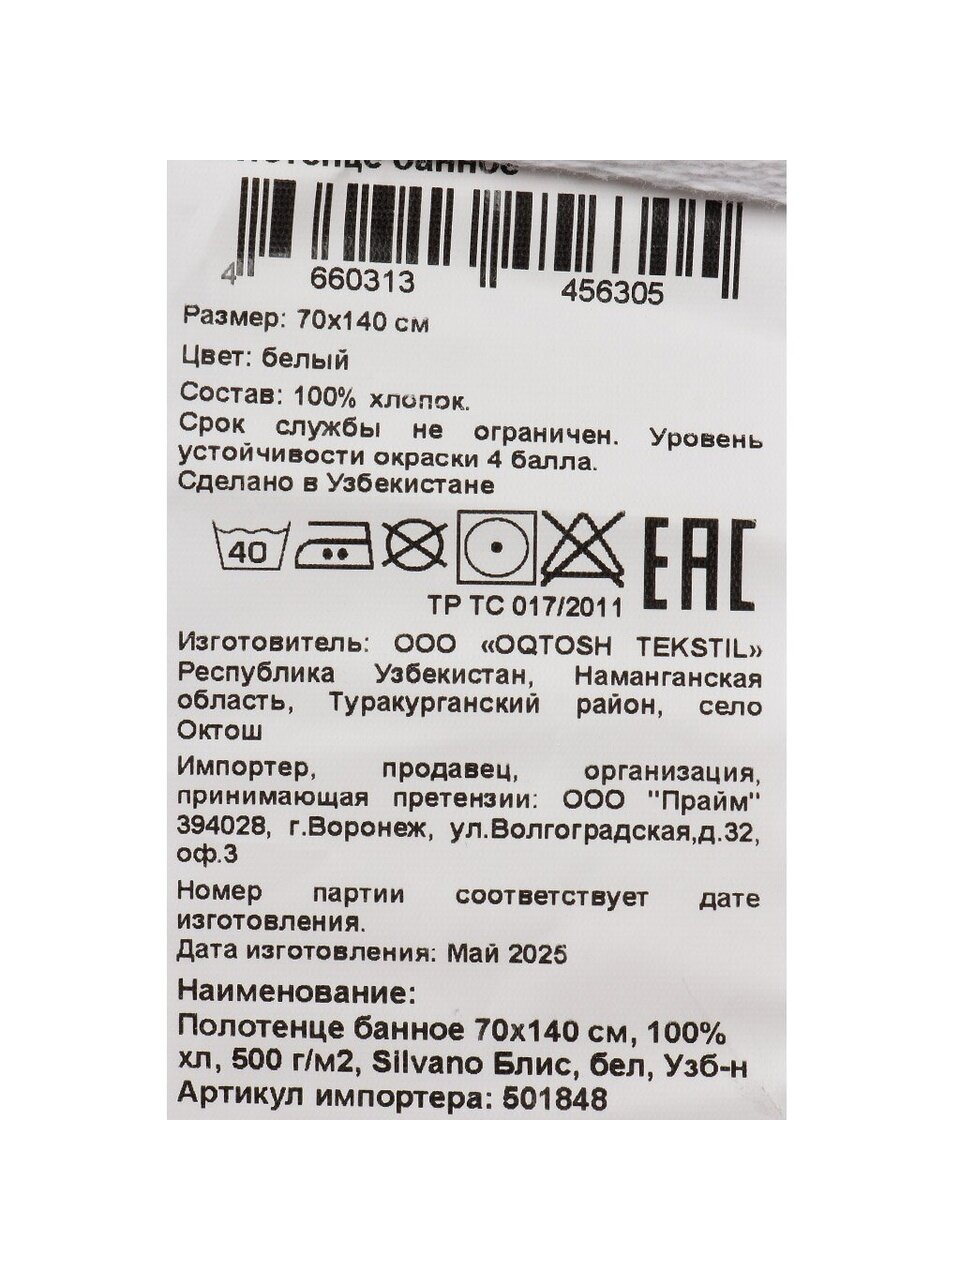 банное
4 660313 456305
Размер: 70х140 см
Цвет: белый
Состав: 100% хлопок.
Срок службы не ограничен. Уровень
устойчивости окраски 4 балла.
Сделано в Узбекистане
40
ЕАС
ТР ТС 017/2011
Изготовитель: ООО «OQTOSH TEKSTIL»
Республика Узбекистан, Наманганская
область, Туракурганский район, село
Октош
Импортер, продавец, организация,
принимающая претензии: ООО "Прайм"
394028, г.Воронеж, ул.Волгоградская,д.32,
оф.3
Номер партии соответствует дате
изготовления.
Дата изготовления: Май 2025
Наименование:
Полотенце банное 70х140 см, 100%
хл, 500 г/м2, Silvano Блис, бел, Узб-н
Артикул импортера: 501848